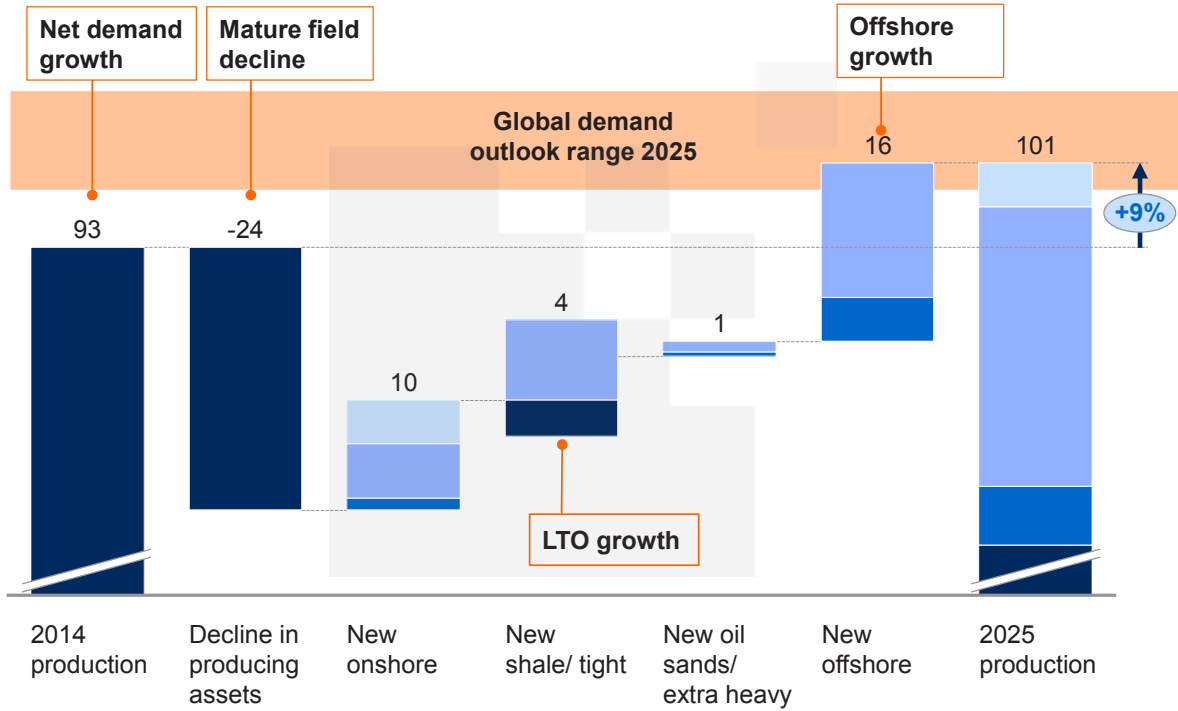 Net demand
growth
Mature field
decline
Offshore
growth
Global demand
outlook range 2025
93
-24
10
4
1
16
101
+9%
LTO growth
2014
production
Decline in
producing
assets
New
onshore
New
shale/ tight
New oil
sands/
extra heavy
New
offshore
2025
production